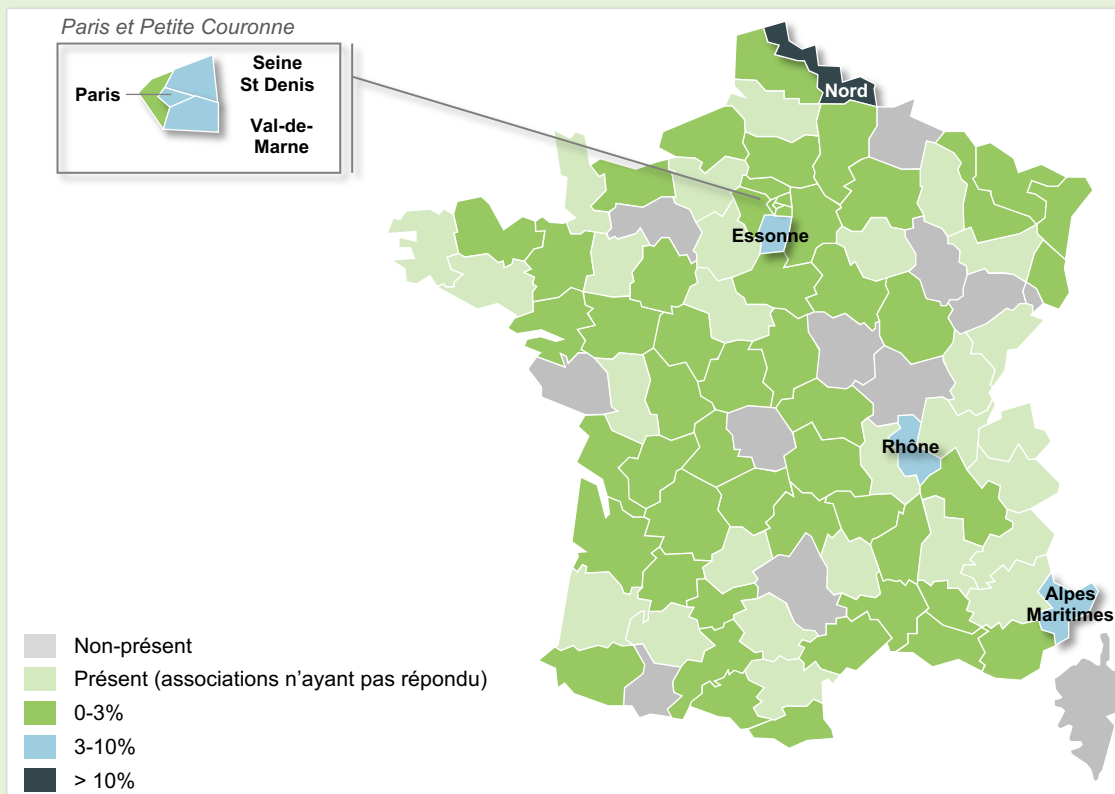 Paris et Petite Couronne
Seine
St Denis
Paris
Val-de-
Marne
Nord
Essonne
Rhône
Alpes
Maritimes
Non-présent
Présent (associations n'ayant pas répondu)
0-3%
3-10%
> 10%